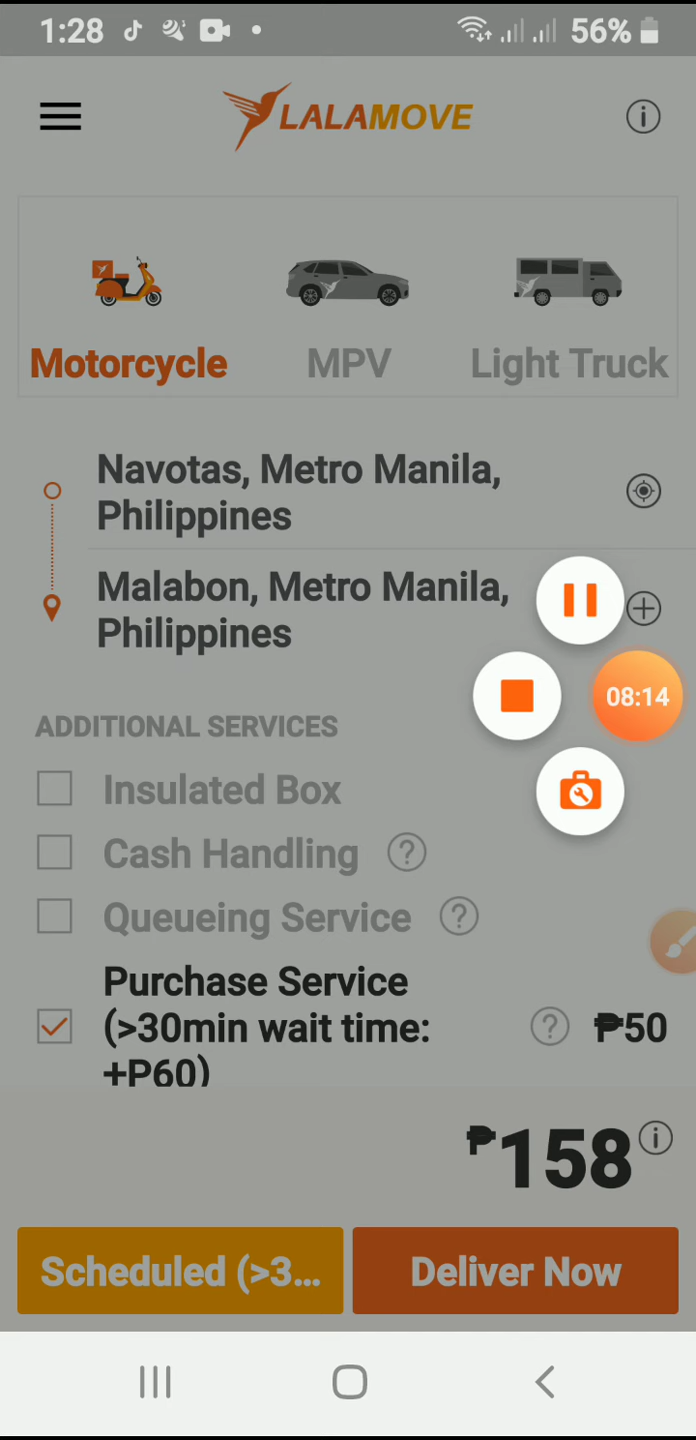 1:28
56%
LALAMOVE
Motorcycle
MPV
Light Truck
Navotas, Metro Manila,
Philippines
Malabon, Metro Manila,
Philippines
08:14
ADDITIONAL SERVICES
Insulated Box
Cash Handling
Queueing Service
Purchase Service
(>30min wait time:
+P60)
₱50
₱158
Scheduled (>3...
Deliver Now